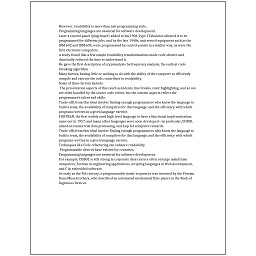 However, readability is more than just programming style.
Programming languages are essential for software development.
Later a control panel (plug board) added to his 1906 Type I Tabulator allowed it to be
programmed for different jobs, and by the late 1940s, unit record equipment such as the
IBM 602 and IBM 604, were programmed by control panels in a similar way, as were the
first electronic computers.
A study found that a few simple readability transformations made code shorter and
drastically reduced the time to understand it.
He gave the first description of cryptanalysis by frequency analysis, the earliest code-
breaking algorithm.
Many factors, having little or nothing to do with the ability of the computer to efficiently
compile and execute the code, contribute to readability.
Some of these factors include:
The presentation aspects of this (such as indents, line breaks, color highlighting, and so on)
are often handled by the source code editor, but the content aspects reflect the
programmer's talent and skills.
Trade-offs from this ideal involve finding enough programmers who know the language to
build a team, the availability of compilers for that language, and the efficiency with which
programs written in a given language execute.
FORTRAN, the first widely used high-level language to have a functional implementation,
came out in 1957, and many other languages were soon developed—in particular, COBOL
aimed at commercial data processing, and Lisp for computer research.
Trade-offs from this ideal involve finding enough programmers who know the language to
build a team, the availability of compilers for that language, and the efficiency with which
programs written in a given language execute.
Techniques like Code refactoring can enhance readability.
Programmable devices have existed for centuries.
Programming languages are essential for software development.
For example, COBOL is still strong in corporate data centers often on large mainframe
computers, Fortran in engineering applications, scripting languages in Web development,
and C in embedded software.
As early as the 9th century, a programmable music sequencer was invented by the Persian
Banu Musa brothers, who described an automated mechanical flute player in the Book of
Ingenious Devices.